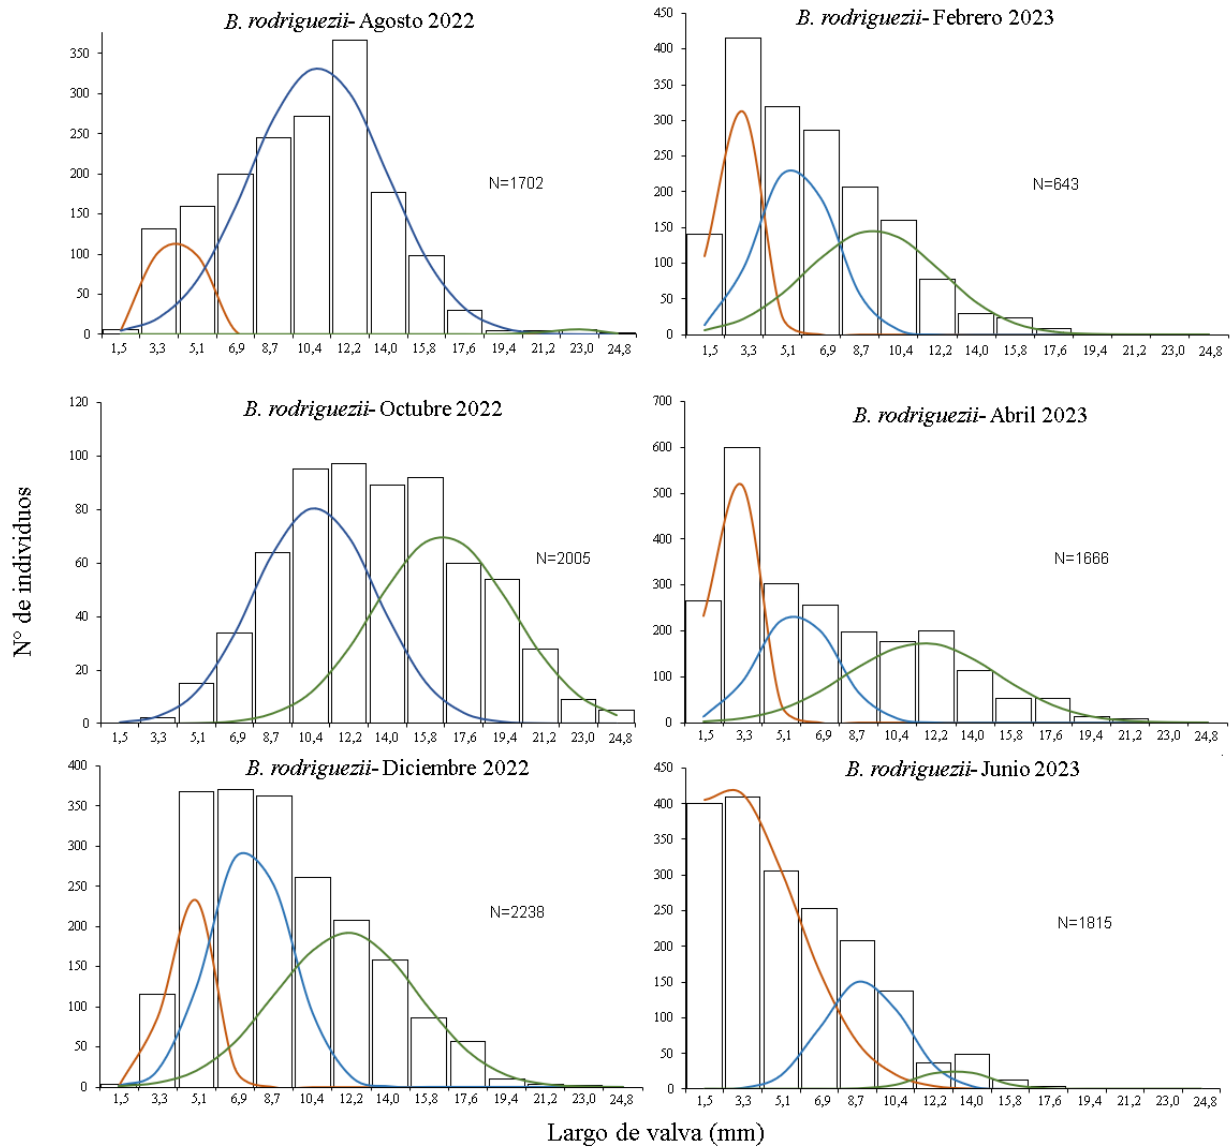 B. rodriguezii- Agosto 2022
350
300
250
200
150
100
50
0
N=1702
1,5 3,3 5,1 6,9 8,7 10,4 12,2 14,0 15,8 17,6 19,4 21,2 23,0 24,8
B. rodriguezii- Febrero 2023
450
400
350
300
250
200
150
100
50
0
N=643
1,5 3,3 5,1 6,9 8,7 10,4 12,2 14,0 15,8 17,6 19,4 21,2 23,0 24,8
B. rodriguezii- Octubre 2022
120
100
80
60
40
20
0
N=2005
1,5 3,3 5,1 6,9 8,7 10,4 12,2 14,0 15,8 17,6 19,4 21,2 23,0 24,8
B. rodriguezii- Abril 2023
700
600
500
400
300
200
100
0
N=1666
1,5 3,3 5,1 6,9 8,7 10,4 12,2 14,0 15,8 17,6 19,4 21,2 23,0 24,8
B. rodriguezii- Diciembre 2022
400
350
300
250
200
150
100
50
0
N=2238
1,5 3,3 5,1 6,9 8,7 10,4 12,2 14,0 15,8 17,6 19,4 21,2 23,0 24,8
B. rodriguezii- Junio 2023
450
400
350
300
250
200
150
100
50
0
N=1815
1,5 3,3 5,1 6,9 8,7 10,4 12,2 14,0 15,8 17,6 19,4 21,2 23,0 24,8
N° de individuos
Largo de valva (mm)